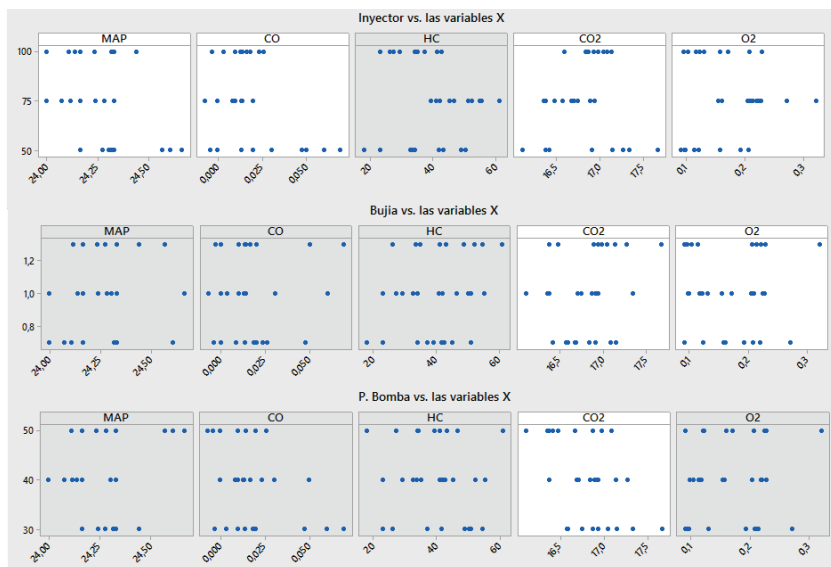 Inyector vs. las variables X
MAP CO HC CO2 O2
100
75
50
24,00 24,25 24,50 0,000 0,025 0,050 20 40 60 16,5 17,0 17,5 0,1 0,2 0,3
Bujia vs. las variables X
MAP CO HC CO2 O2
1,2
1,0
0,8
24,00 24,25 24,50 0,000 0,025 0,050 20 40 60 16,5 17,0 17,5 0,1 0,2 0,3
P. Bomba vs. las variables X
MAP CO HC CO2 O2
50
40
30
24,00 24,25 24,50 0,000 0,025 0,050 20 40 60 16,5 17,0 17,5 0,1 0,2 0,3